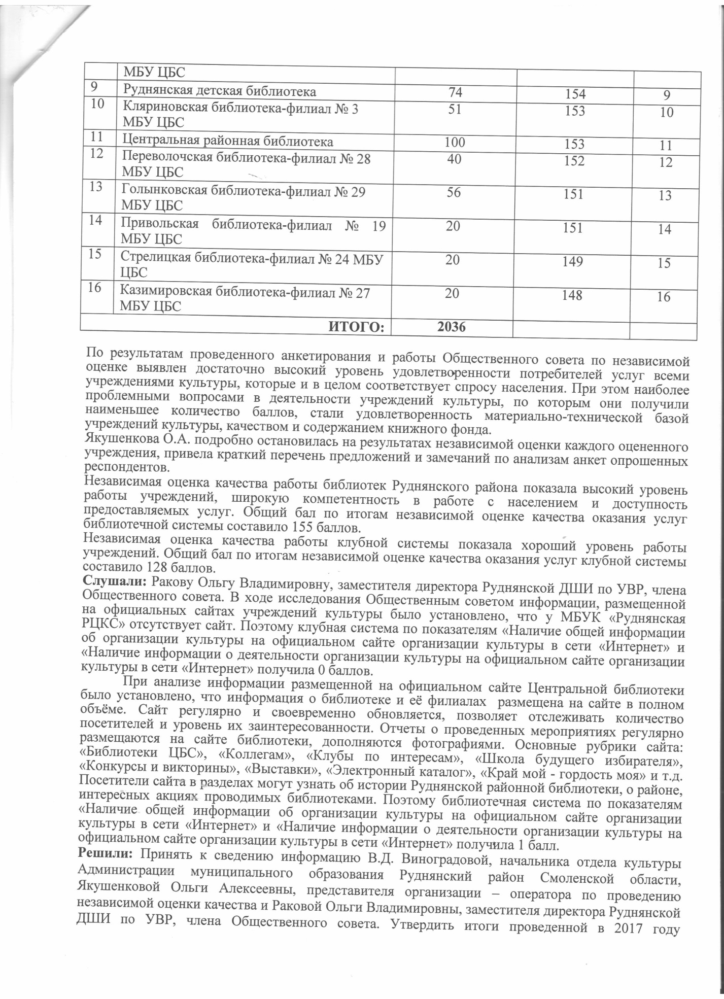 МБУ ЦБС
9 Руднянская детская библиотека 74 154 9
10 Кляриновская библиотека-филиал № 3 51 153 10
МБУ ЦБС
11 Центральная районная библиотека 100 153 11
12 Переволочская библиотека-филиал № 28 40 152 12
МБУ ЦБС
13 Голынковская библиотека-филиал № 29 56 151 13
МБУ ЦБС
14 Привольская библиотека-филиал № 19 20 151 14
МБУ ЦБС
15 Стрелицкая библиотека-филиал № 24 МБУ 20 149 15
ЦБС
16 Казимировская библиотека-филиал № 27 20 148 16
МБУ ЦБС
ИТОГО: 2036
По результатам проведенного анкетирования и работы Общественного совета по независимой
оценке выявлен достаточно высокий уровень удовлетворенности потребителей услуг всеми
учреждениями культуры, которые и в целом соответствует спросу населения. При этом наиболее
проблемными вопросами в деятельности учреждений культуры, по которым они получили
наименьшее количество баллов, стали удовлетворенность материально-технической базой
учреждений культуры, качеством и содержанием книжного фонда.
Якушенкова О.А. подробно остановилась на результатах независимой оценки каждого оцененного
учреждения, привела краткий перечень предложений и замечаний по анализам анкет опрошенных
респондентов.
Независимая оценка качества работы библиотек Руднянского района показала высокий уровень
работы учреждений, широкую компетентность в работе с населением и доступность
предоставляемых услуг. Общий бал по итогам независимой оценке качества оказания услуг
библиотечной системы составило 155 баллов.
Независимая оценка качества работы клубной системы показала хороший уровень работы
учреждений. Общий бал по итогам независимой оценке качества оказания услуг клубной системы
составило 128 баллов.
Слушали: Ракову Ольгу Владимировну, заместителя директора Руднянской ДШИ по УВР, члена
Общественного совета. В ходе исследования Общественным советом информации, размещенной
на официальных сайтах учреждений культуры было установлено, что у МБУК «Руднянская
РЦКС» отсутствует сайт. Поэтому клубная система по показателям «Наличие общей информации
об организации культуры на официальном сайте организации культуры в сети «Интернет» и
«Наличие информации о деятельности организации культуры на официальном сайте организации
культуры в сети «Интернет» получила 0 баллов.
При анализе информации размещенной на официальном сайте Центральной библиотеки
было установлено, что информация о библиотеке и её филиалах размещена на сайте в полном
объёме. Сайт регулярно и своевременно обновляется, позволяет отслеживать количество
посетителей и уровень их заинтересованности. Отчеты о проведенных мероприятиях регулярно
размещаются на сайте библиотеки, дополняются фотографиями. Основные рубрики сайта:
«Библиотеки ЦБС», «Коллегам», «Клубы по интересам», «Школа будущего избирателя»,
«Конкурсы и викторины», «Выставки», «Электронный каталог», «Край мой - гордость моя» и т.д.
Посетители сайта в разделах могут узнать об истории Руднянской районной библиотеки, о районе,
интересных акциях проводимых библиотеками. Поэтому библиотечная система по показателям
«Наличие общей информации об организации культуры на официальном сайте организации
культуры в сети «Интернет» и «Наличие информации о деятельности организации культуры на
официальном сайте организации культуры в сети «Интернет» получила 1 балл.
Решили: Принять к сведению информацию В.Д. Виноградовой, начальника отдела культуры
Администрации муниципального образования Руднянский район Смоленской области,
Якушенковой Ольги Алексеевны, представителя организации – оператора по проведению
независимой оценки качества и Раковой Ольги Владимировны, заместителя директора Руднянской
ДШИ по УВР, члена Общественного совета. Утвердить итоги проведенной в 2017 году